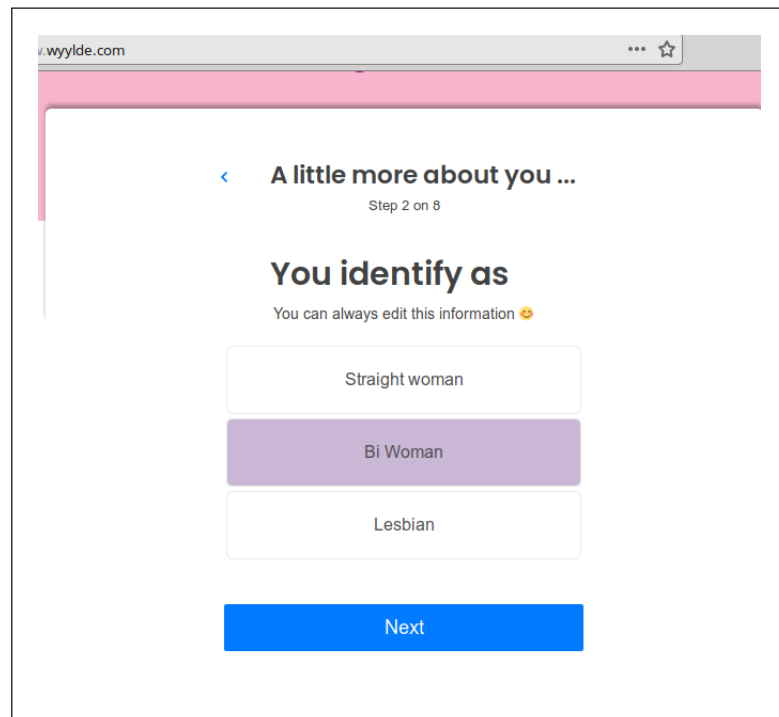 w.wyylde.com
A little more about you ...
Step 2 on 8
You identify as
You can always edit this information 😊
Straight woman
Bi Woman
Lesbian
Next